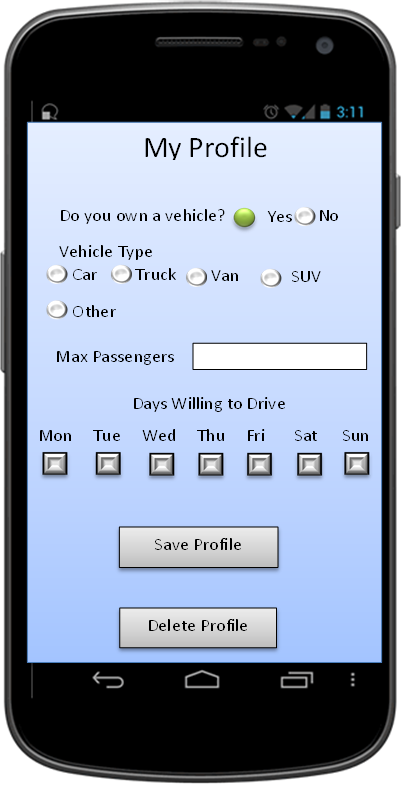 3:11
My Profile
Do you own a vehicle? Yes No
Vehicle Type
Car Truck Van SUV
Other
Max Passengers
Days Willing to Drive
Mon Tue Wed Thu Fri Sat Sun
Save Profile
Delete Profile